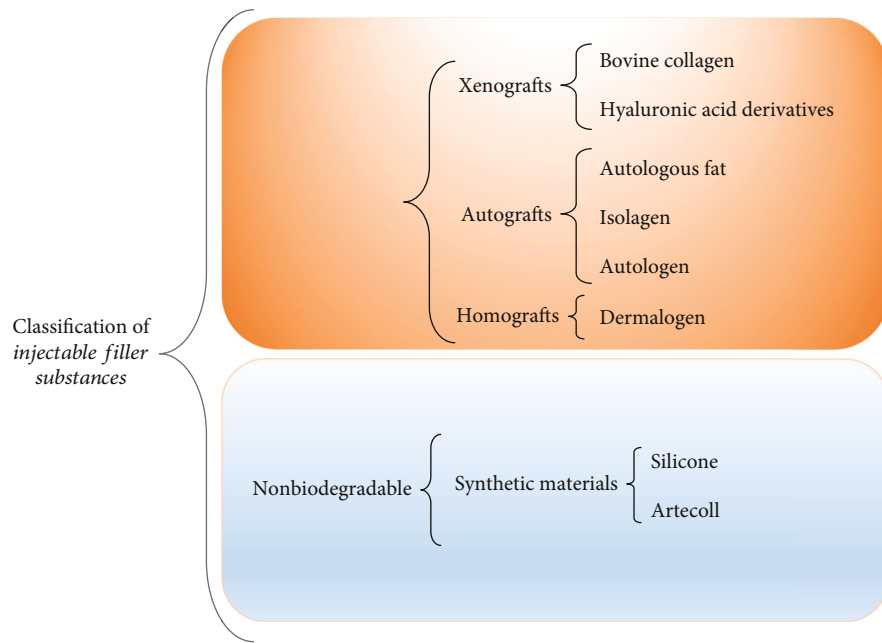 Classification of
injectable filler
substances
Xenografts
Bovine collagen
Hyaluronic acid derivatives
Autografts
Autologous fat
Isolagen
Autologen
Homografts
Dermalogen
Nonbiodegradable
Synthetic materials
Silicone
Artecoll